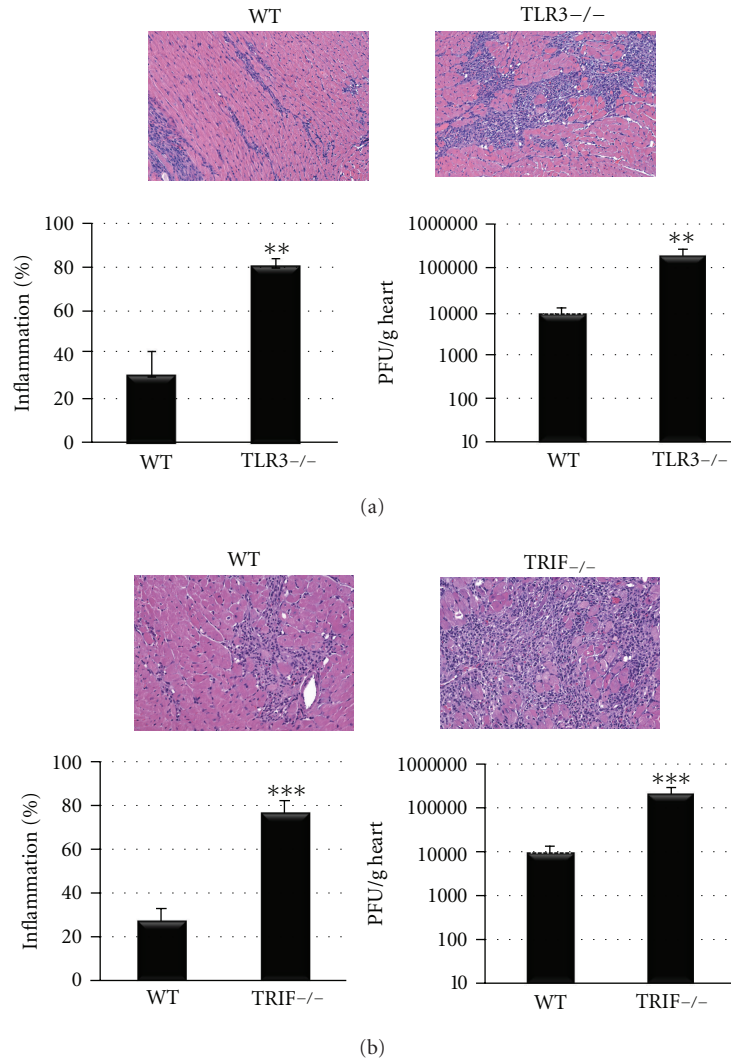 WT
TLR3−/−
100
80
60
40
20
0
Inflammation (%)
**
WT
TLR3−/−
1000000
100000
10000
1000
100
10
PFU/g heart
**
WT
TLR3−/−
(a)
WT
TRIF−/−
100
80
60
40
20
0
Inflammation (%)
***
WT
TRIF−/−
1000000
100000
10000
1000
100
10
PFU/g heart
***
WT
TRIF−/−
(b)